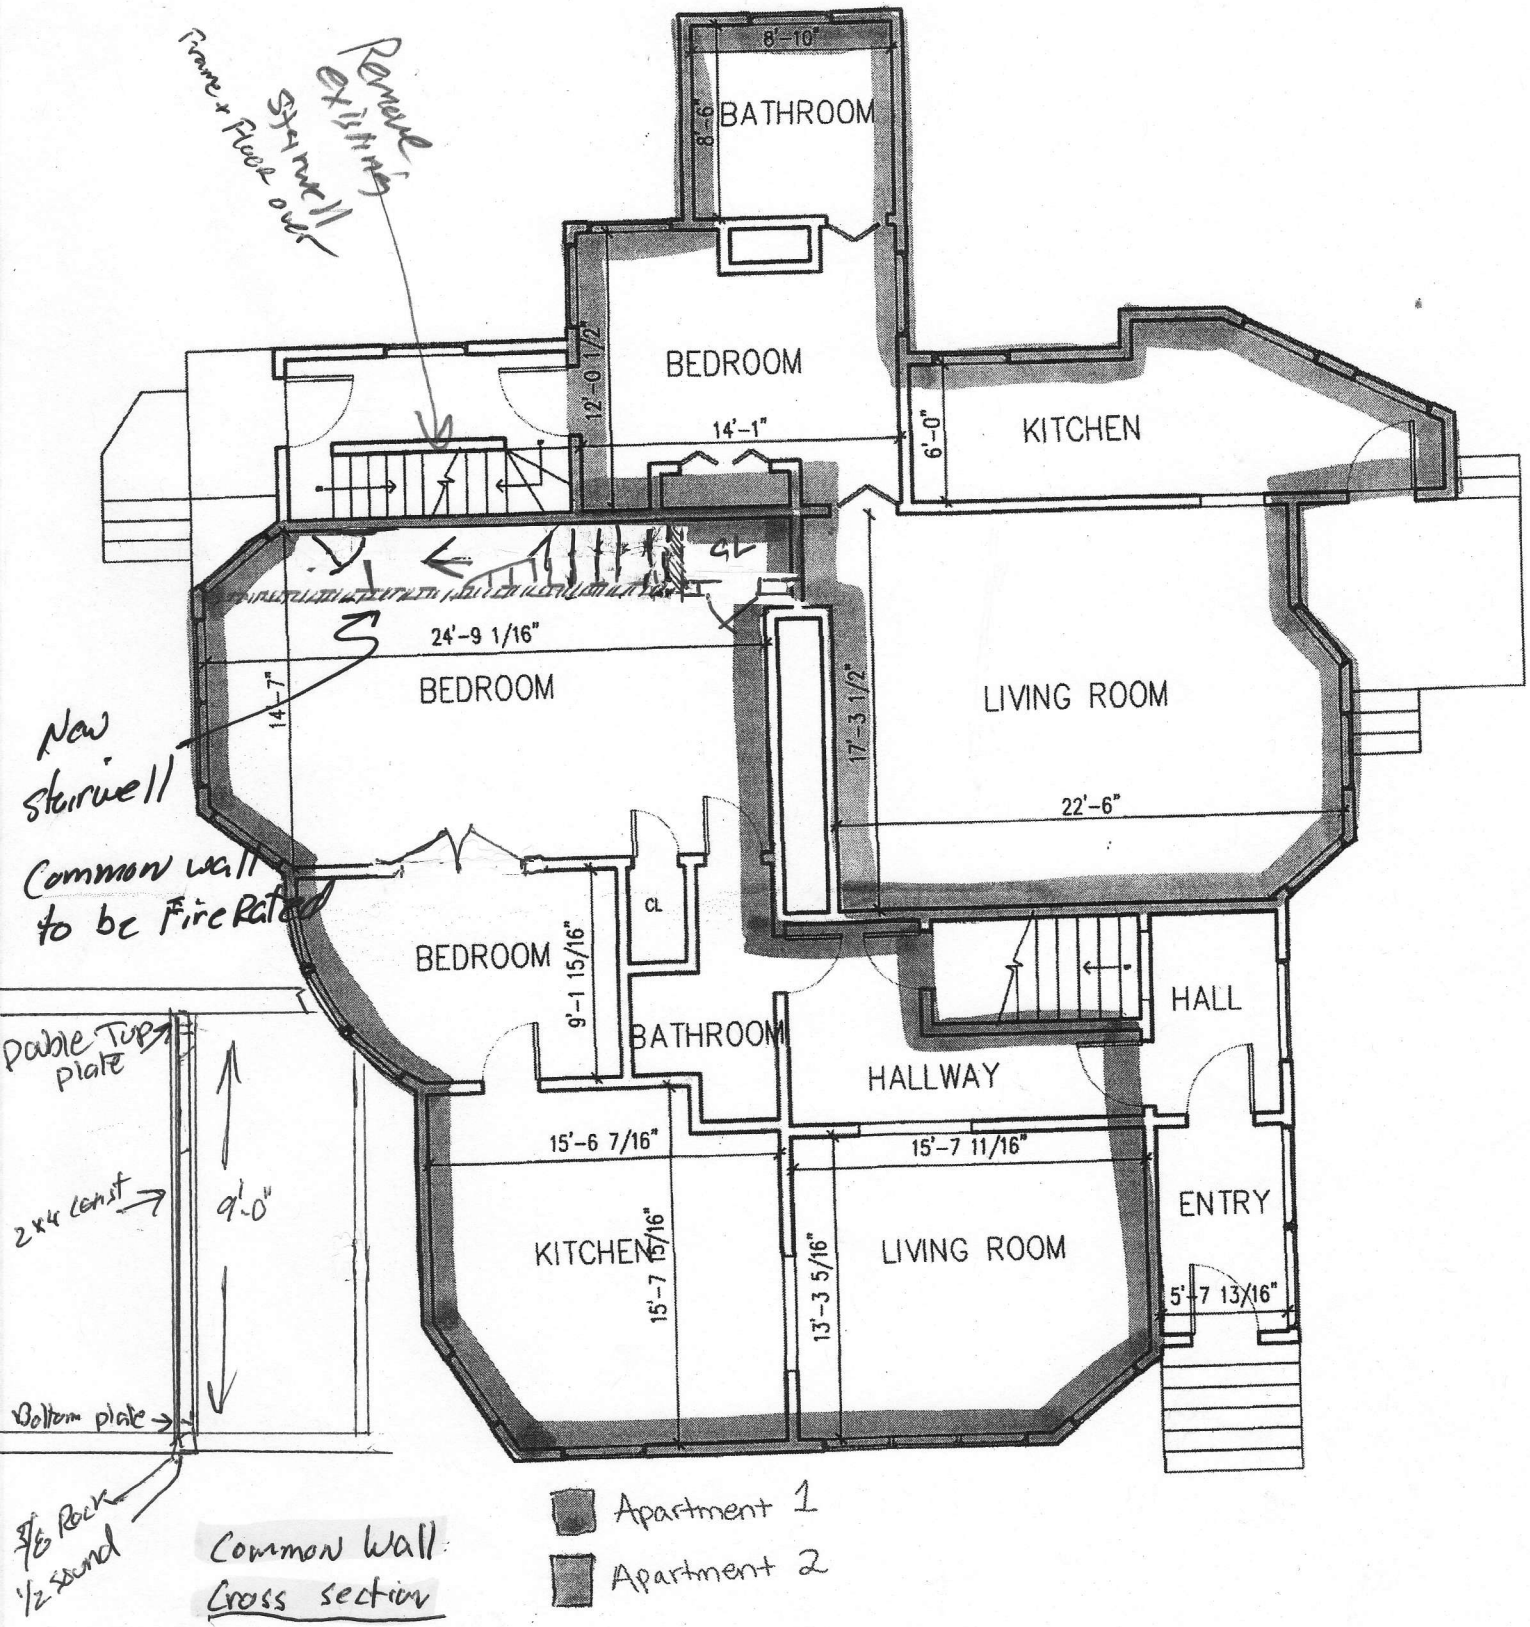 Remove
existing
stairwell
Frame + Floor over
8'-10"
8'-6"
BATHROOM
12'-0 1/2"
BEDROOM
14'-1"
6'-0"
KITCHEN
CL
24'-9 1/16"
BEDROOM
14'-7"
17'-3 1/2"
LIVING ROOM
22'-6"
New
stairwell
Common wall
to be Fire Rated
CL
BEDROOM
9'-1 15/16"
BATHROOM
HALL
HALLWAY
Double Top
plate
15'-6 7/16"
15'-7 11/16"
2x4 const
9'-0"
KITCHEN
15'-7 15/16"
13'-3 5/16"
LIVING ROOM
ENTRY
5'-7 13/16"
Bottom plate
5/8 Rock
1/2 sound
Common Wall
Cross section
Apartment 1
Apartment 2